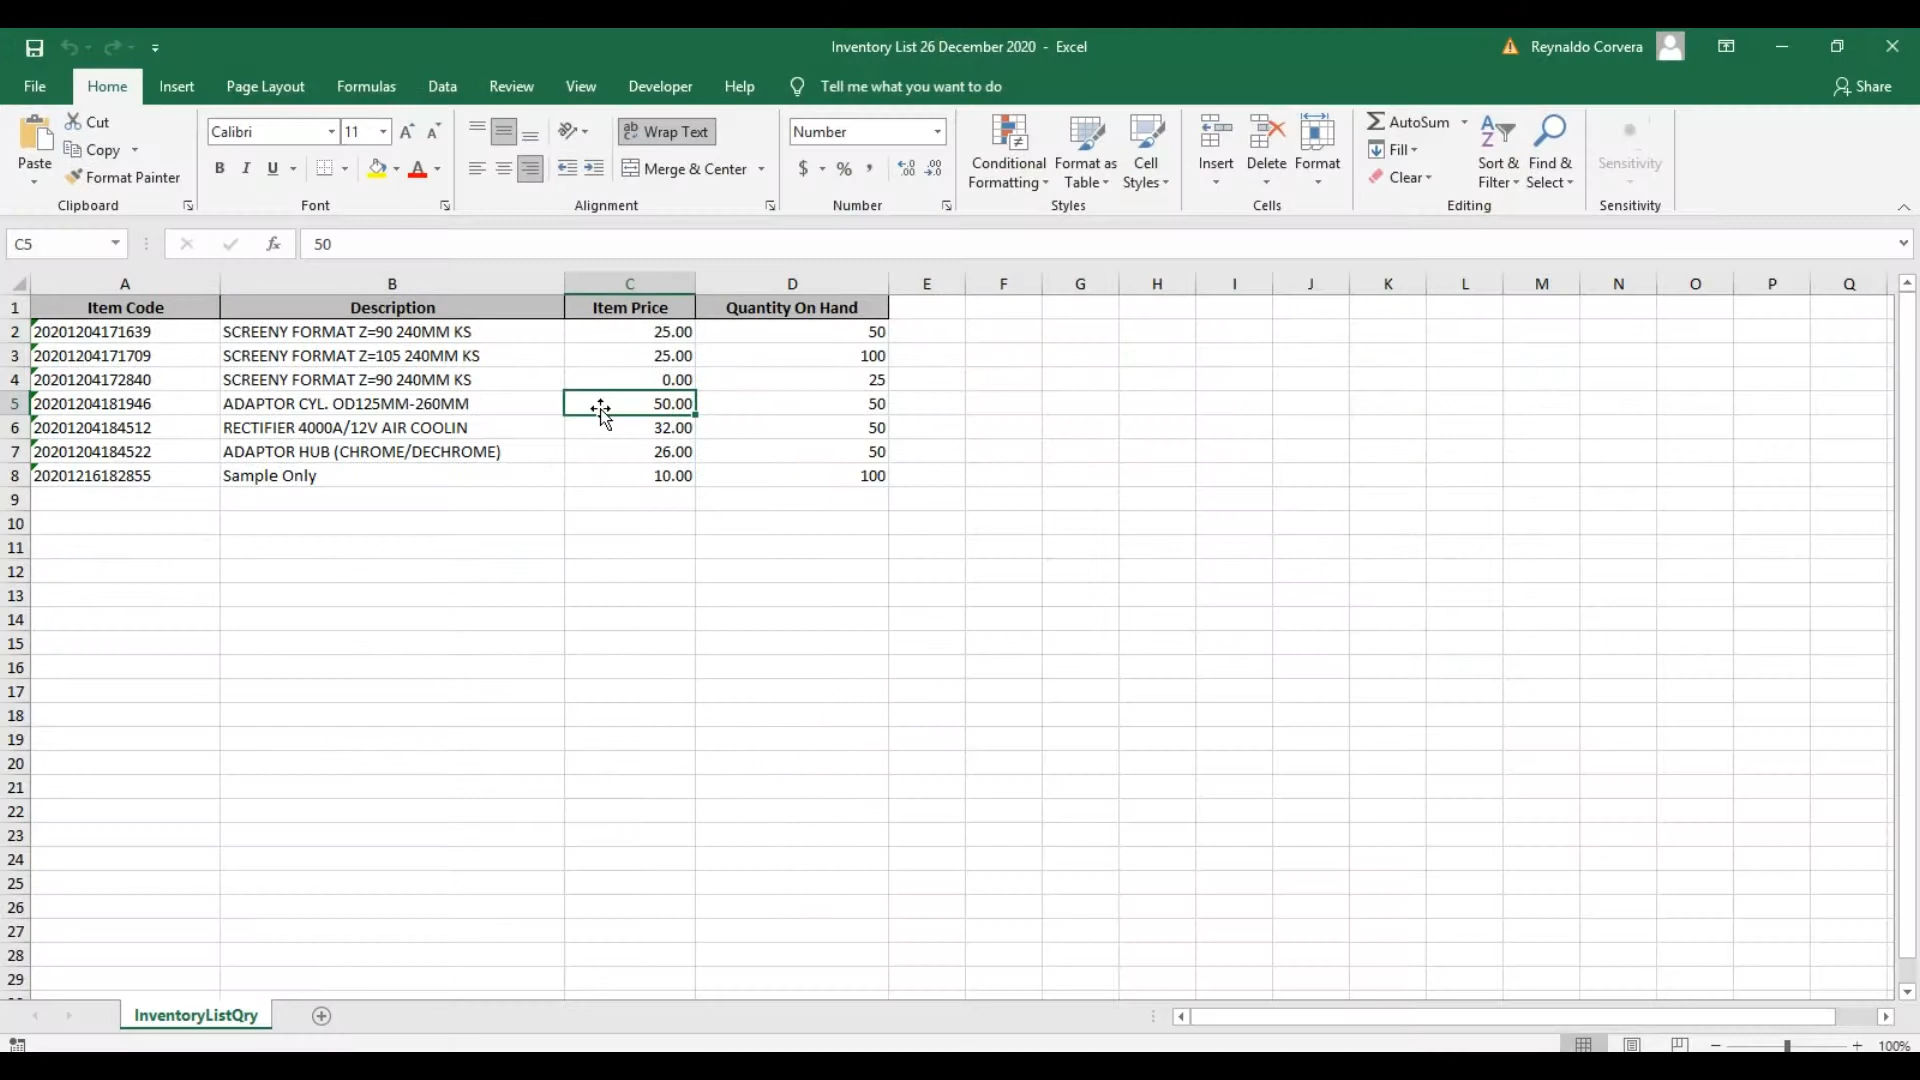 Inventory List 26 December 2020 - Excel
Reynaldo Corvera
File Home Insert Page Layout Formulas Data Review View Developer Help Tell me what you want to do Share
Paste
Cut
Copy
Format Painter
Clipboard
Calibri 11
B I U
Font
Wrap Text
Merge & Center
Alignment
Number
$ % ,
Number
Conditional Formatting
Format as Table
Cell Styles
Styles
Insert Delete Format
Cells
AutoSum
Fill
Clear
Sort & Filter
Find & Select
Editing
Sensitivity
Sensitivity
C5 fx 50
A B C D E F G H I J K L M N O P Q
1 Item Code Description Item Price Quantity On Hand
2 20201204171639 SCREENY FORMAT Z=90 240MM KS 25.00 50
3 20201204171709 SCREENY FORMAT Z=105 240MM KS 25.00 100
4 20201204172840 SCREENY FORMAT Z=90 240MM KS 0.00 25
5 20201204181946 ADAPTOR CYL. OD125MM-260MM 50.00 50
6 20201204184512 RECTIFIER 4000A/12V AIR COOLIN 32.00 50
7 20201204184522 ADAPTOR HUB (CHROME/DECHROME) 26.00 50
8 20201216182855 Sample Only 10.00 100
9
10
11
12
13
14
15
16
17
18
19
20
21
22
23
24
25
26
27
28
29
InventoryListQry
100%